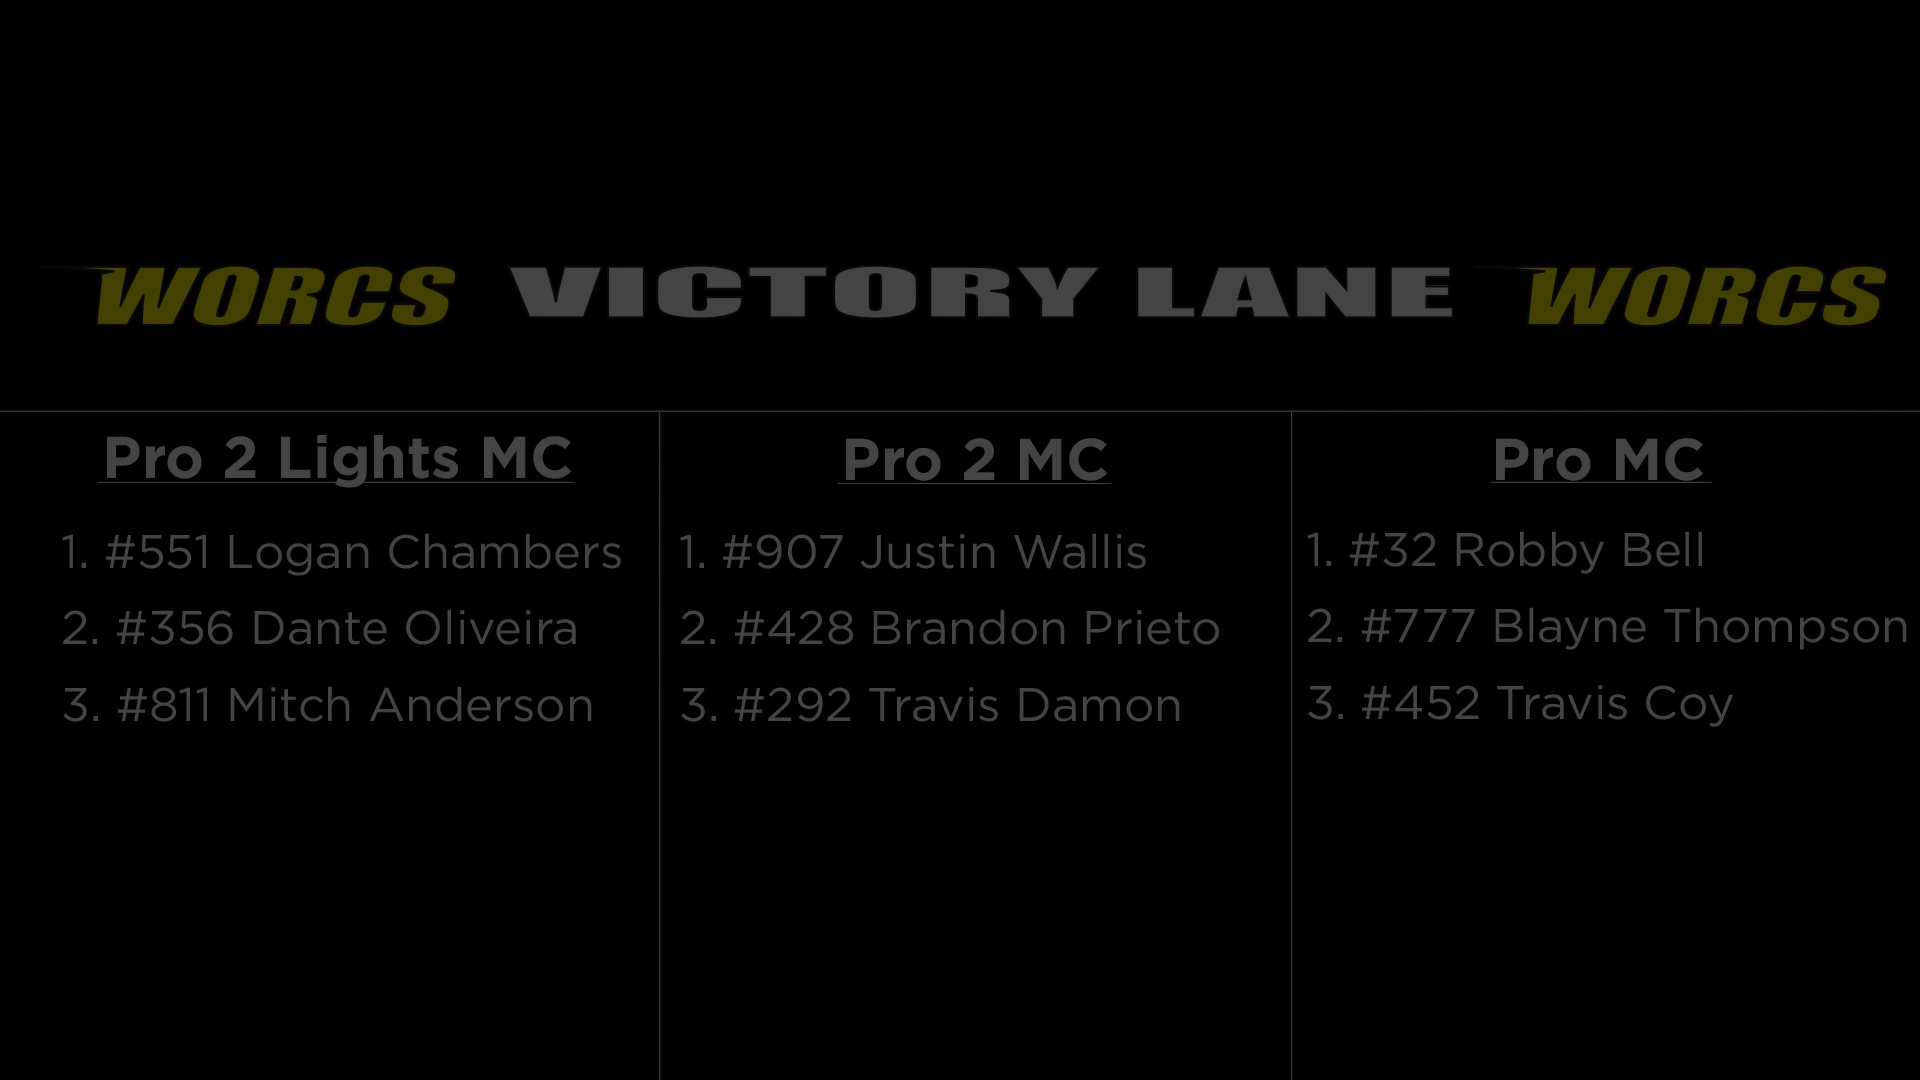 WORCS VICTORY LANE WORCS
Pro 2 Lights MC
1. #551 Logan Chambers
2. #356 Dante Oliveira
3. #811 Mitch Anderson
Pro 2 MC
1. #907 Justin Wallis
2. #428 Brandon Prieto
3. #292 Travis Damon
Pro MC
1. #32 Robby Bell
2. #777 Blayne Thompson
3. #452 Travis Coy